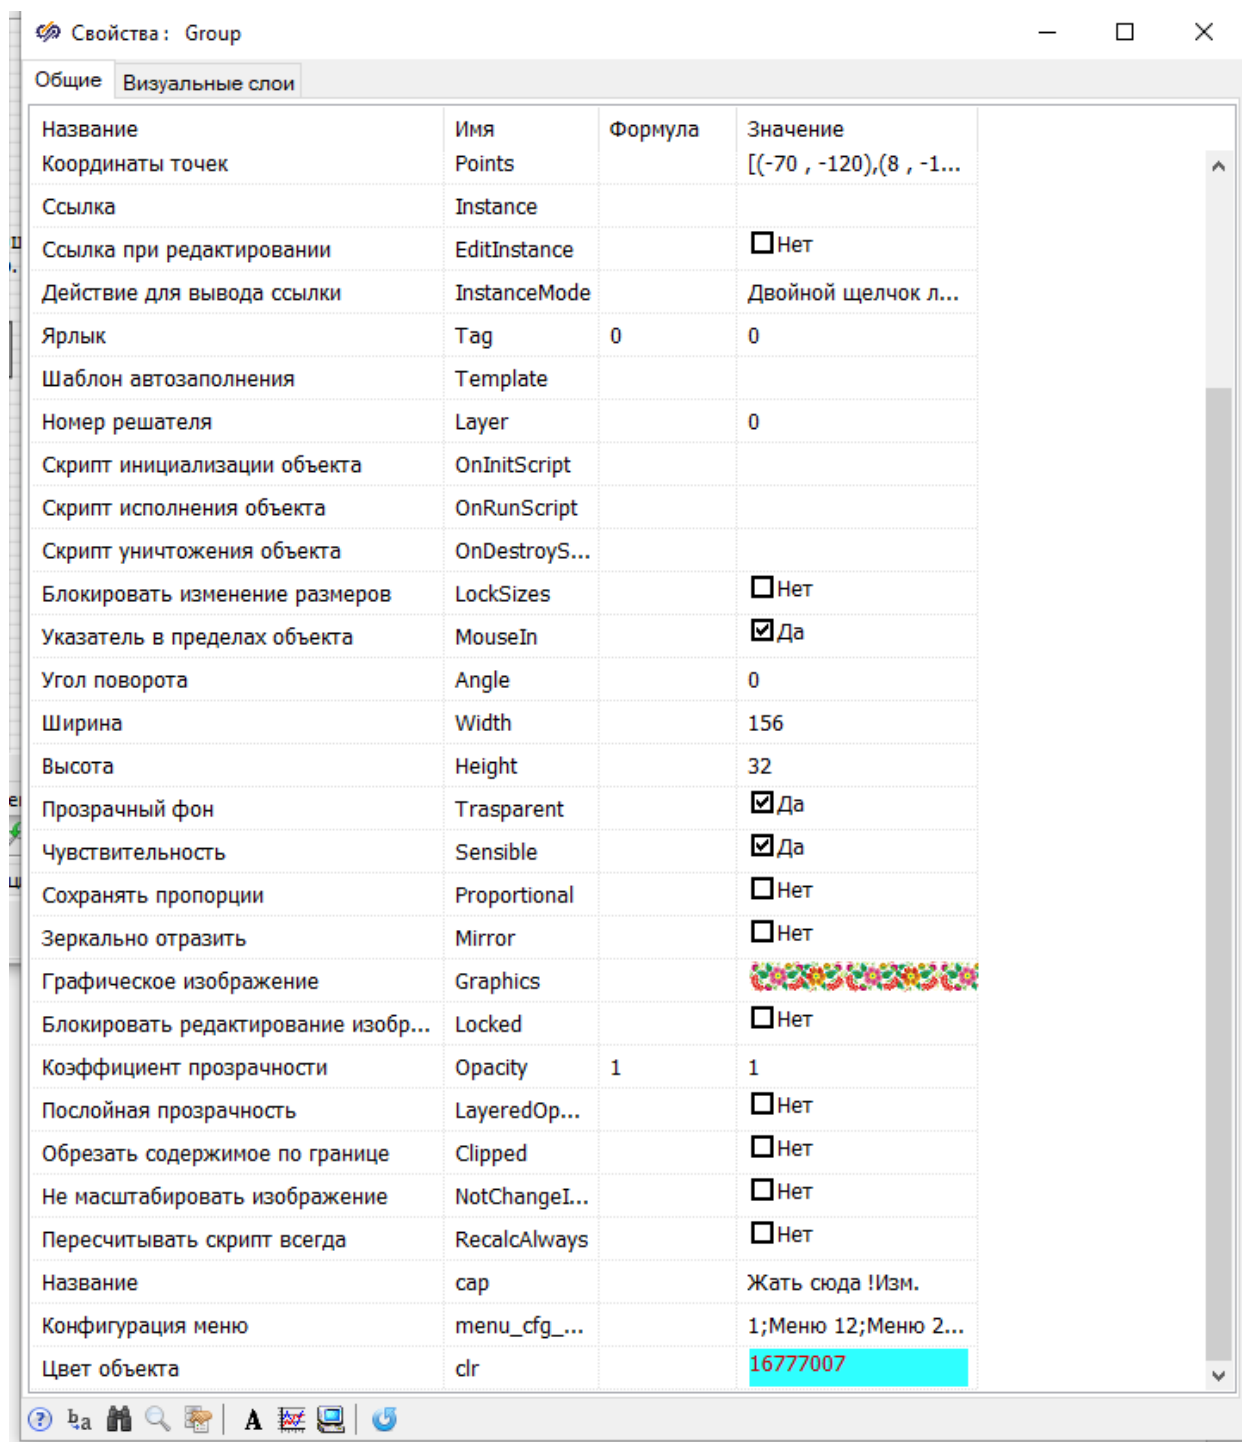 Свойства: Group
Общие Визуальные слои
Название Имя Формула Значение
Координаты точек Points [(-70 , -120),(8 , -1...
Ссылка Instance
Ссылка при редактировании EditInstance Нет
Действие для вывода ссылки InstanceMode Двойной щелчок л...
Ярлык Tag 0 0
Шаблон автозаполнения Template
Номер решателя Layer 0
Скрипт инициализации объекта OnInitScript
Скрипт исполнения объекта OnRunScript
Скрипт уничтожения объекта OnDestroyS...
Блокировать изменение размеров LockSizes Нет
Указатель в пределах объекта MouseIn Да
Угол поворота Angle 0
Ширина Width 156
Высота Height 32
Прозрачный фон Trasparent Да
Чувствительность Sensible Да
Сохранять пропорции Proportional Нет
Зеркально отразить Mirror Нет
Графическое изображение Graphics
Блокировать редактирование изобр... Locked Нет
Коэффициент прозрачности Opacity 1 1
Послойная прозрачность LayeredOp... Нет
Обрезать содержимое по границе Clipped Нет
Не масштабировать изображение NotChangeI... Нет
Пересчитывать скрипт всегда RecalcAlways Нет
Название cap Жать сюда !Изм.
Конфигурация меню menu_cfg_... 1;Меню 12;Меню 2...
Цвет объекта clr 16777007